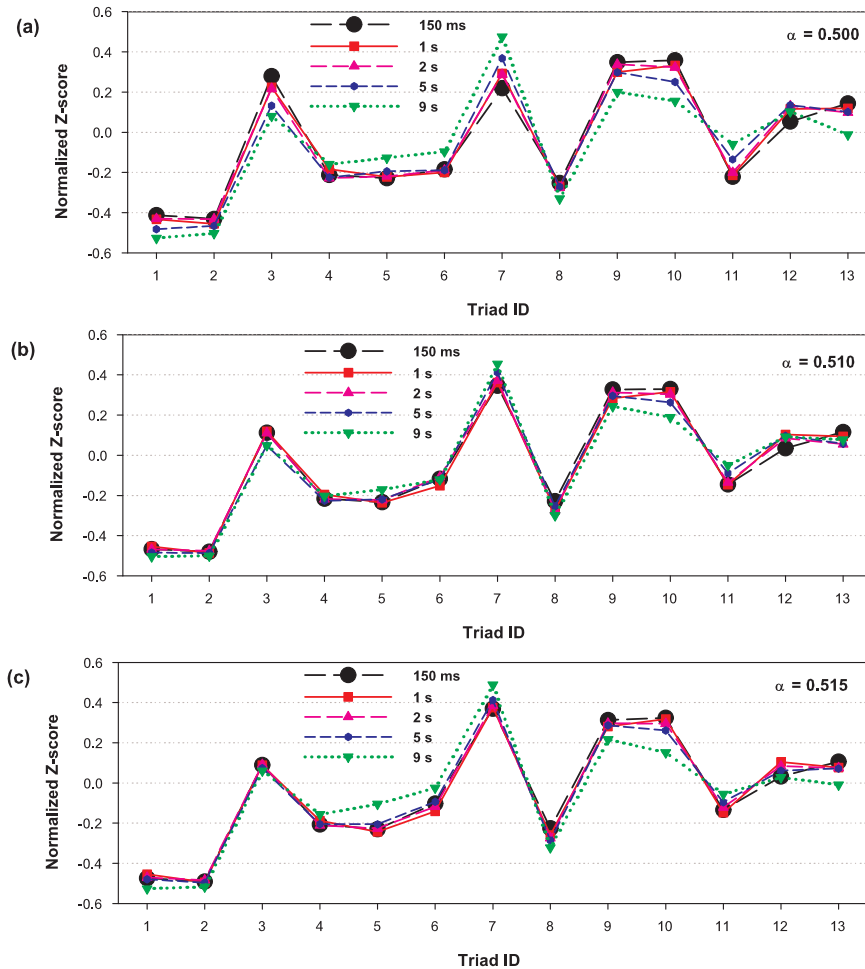 (a)
150 ms
1 s
2 s
5 s
9 s
α = 0.500
Normalized Z-score
0.6
0.4
0.2
0.0
-0.2
-0.4
-0.6
1 2 3 4 5 6 7 8 9 10 11 12 13
Triad ID
(b)
150 ms
1 s
2 s
5 s
9 s
α = 0.510
Normalized Z-score
0.6
0.4
0.2
0.0
-0.2
-0.4
-0.6
1 2 3 4 5 6 7 8 9 10 11 12 13
Triad ID
(c)
150 ms
1 s
2 s
5 s
9 s
α = 0.515
Normalized Z-score
0.6
0.4
0.2
0.0
-0.2
-0.4
-0.6
1 2 3 4 5 6 7 8 9 10 11 12 13
Triad ID